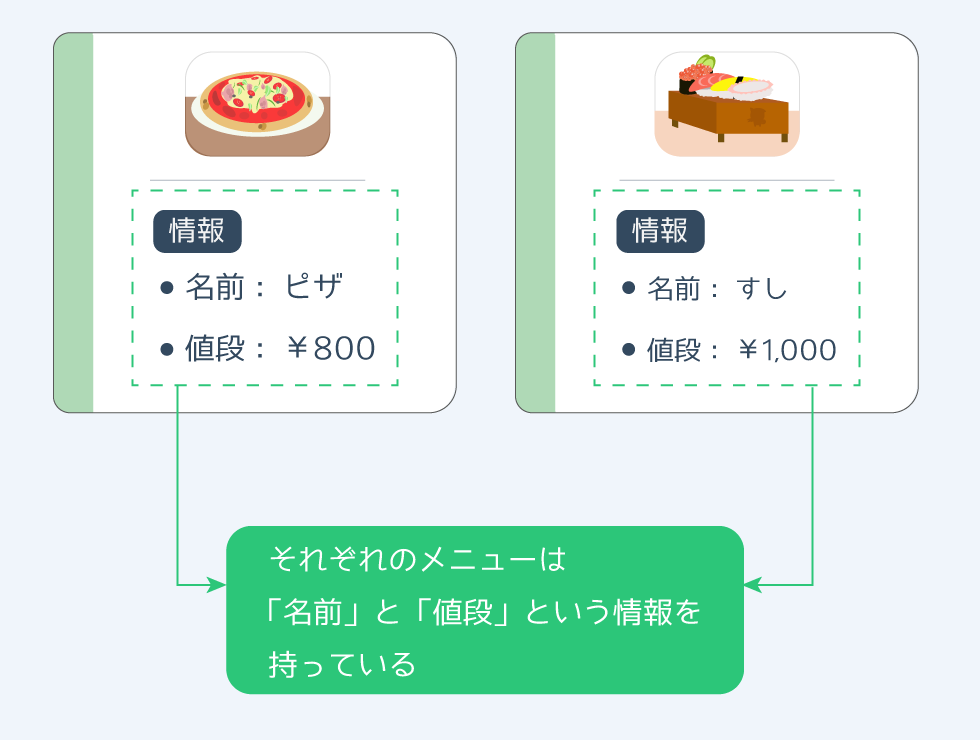 情報
● 名前： ピザ
● 値段： ￥800
情報
● 名前： すし
● 値段： ￥1,000
それぞれのメニューは
「名前」と「値段」という情報を
持っている